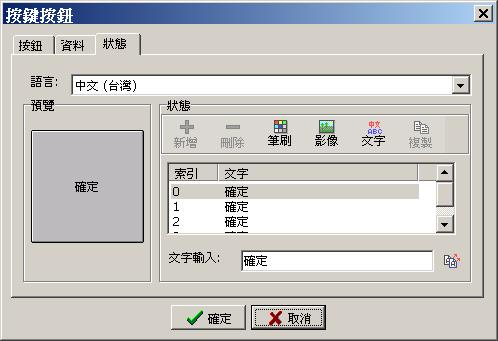 按鍵按鈕
按鈕 資料 狀態
語言: 中文 (台灣)
預覽
確定
狀態
新增 刪除 筆刷 影像 文字 複製
中文
ABC
索引 文字
0 確定
1 確定
2 確定
文字輸入: 確定
確定 取消